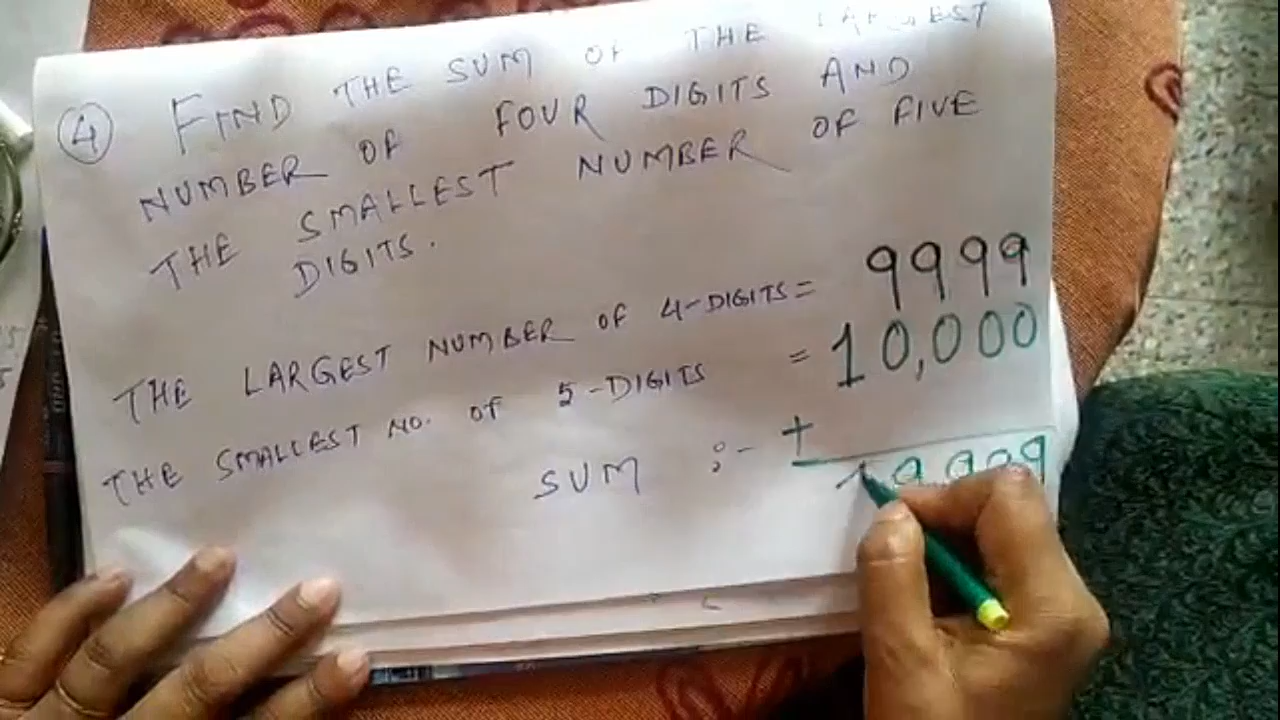 4 FIND THE SUM OF THE LARGEST
NUMBER OF FOUR DIGITS AND
THE SMALLEST NUMBER OF FIVE
DIGITS.
THE LARGEST NUMBER OF 4-DIGITS = 9999
THE SMALLEST NO. OF 5-DIGITS = 10,000
SUM :- +
19999